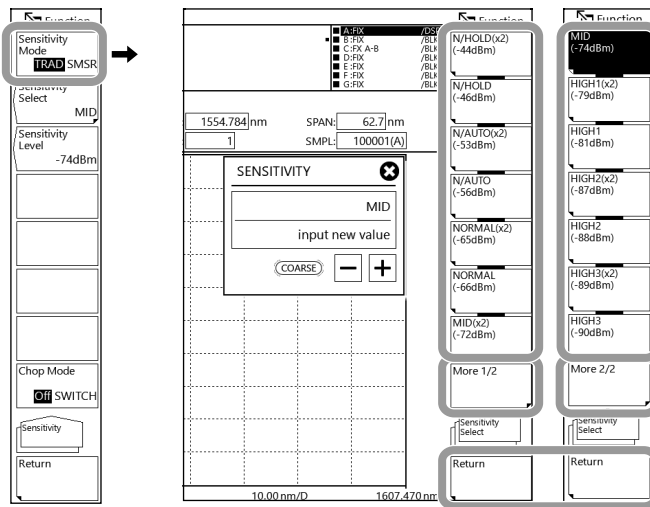 Function
Sensitivity
Mode
TRAD SMSR
Sensitivity
Select
MID
Sensitivity
Level
-74dBm
Chop Mode
Off SWITCH
Sensitivity
Return
A:FIX /DSP
B:FIX /BLK
C:FIX A-B /BLK
D:FIX /BLK
E:FIX /BLK
F:FIX /BLK
G:FIX /BLK
1554.784 nm SPAN: 62.7 nm
1 SMPL: 100001(A)
SENSITIVITY
MID
input new value
COARSE
10.00 nm/D 1607.470 nm
Function
N/HOLD(x2)
(-44dBm)
N/HOLD
(-46dBm)
N/AUTO(x2)
(-53dBm)
N/AUTO
(-56dBm)
NORMAL(x2)
(-65dBm)
NORMAL
(-66dBm)
MID(x2)
(-72dBm)
More 1/2
Sensitivity
Select
Return
Function
MID
(-74dBm)
HIGH1(x2)
(-79dBm)
HIGH1
(-81dBm)
HIGH2(x2)
(-87dBm)
HIGH2
(-88dBm)
HIGH3(x2)
(-89dBm)
HIGH3
(-90dBm)
More 2/2
Sensitivity
Select
Return